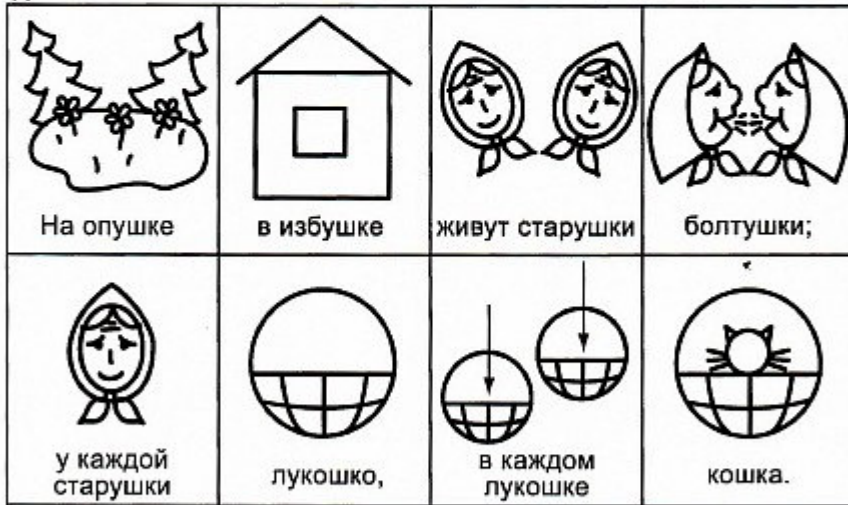 На опушке
в избушке
живут старушки
болтушки;
у каждой
старушки
лукошко,
в каждом
лукошке
кошка.